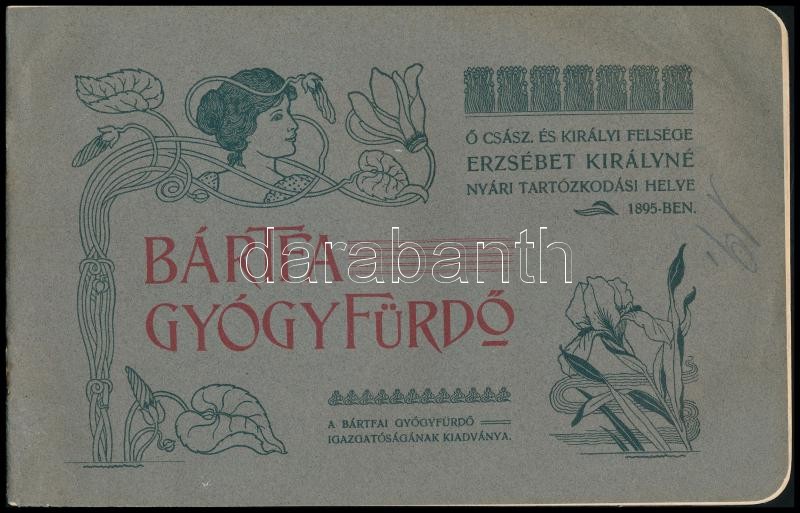 Ő CSÁSZ. ÉS KIRÁLYI FELSÉGE
ERZSÉBET KIRÁLYNÉ
NYÁRI TARTÓZKODÁSI HELYE
1895-BEN.
BÁRTFA
GYÓGYFÜRDŐ
darabanth
A BÁRTFAI GYÓGYFÜRDŐ
IGAZGATÓSÁGÁNAK KIADVÁNYA.